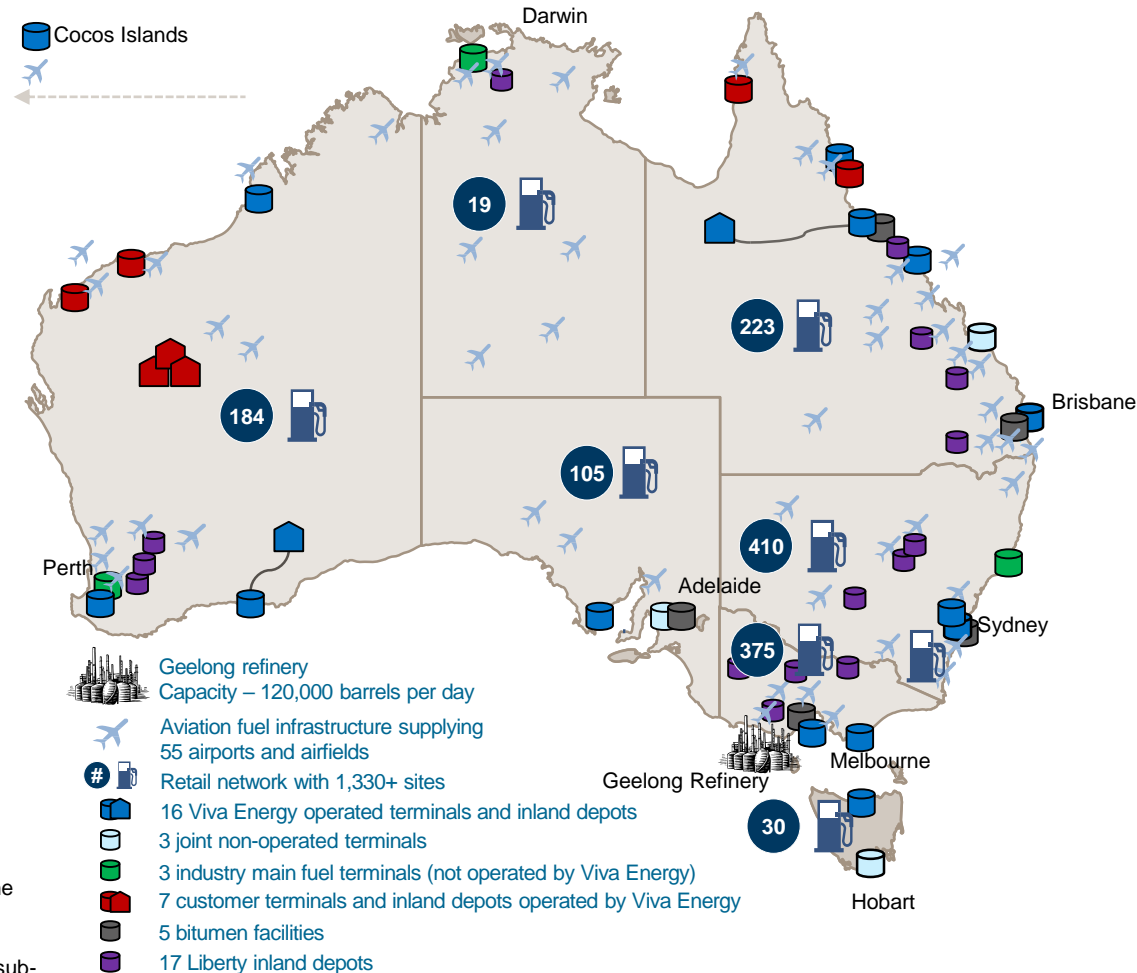 Darwin
Cocos Islands
19
223
Brisbane
184
105
410
Perth
Adelaide
Sydney
375
Geelong refinery
Capacity – 120,000 barrels per day
Aviation fuel infrastructure supplying
55 airports and airfields
Melbourne
# Retail network with 1,330+ sites
Geelong Refinery
16 Viva Energy operated terminals and inland depots
30
3 joint non-operated terminals
3 industry main fuel terminals (not operated by Viva Energy)
7 customer terminals and inland depots operated by Viva Energy
Hobart
5 bitumen facilities
17 Liberty inland depots
sub-